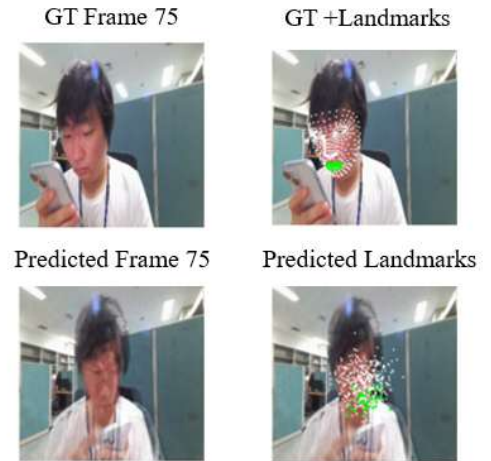 GT Frame 75
GT +Landmarks
Predicted Frame 75
Predicted Landmarks